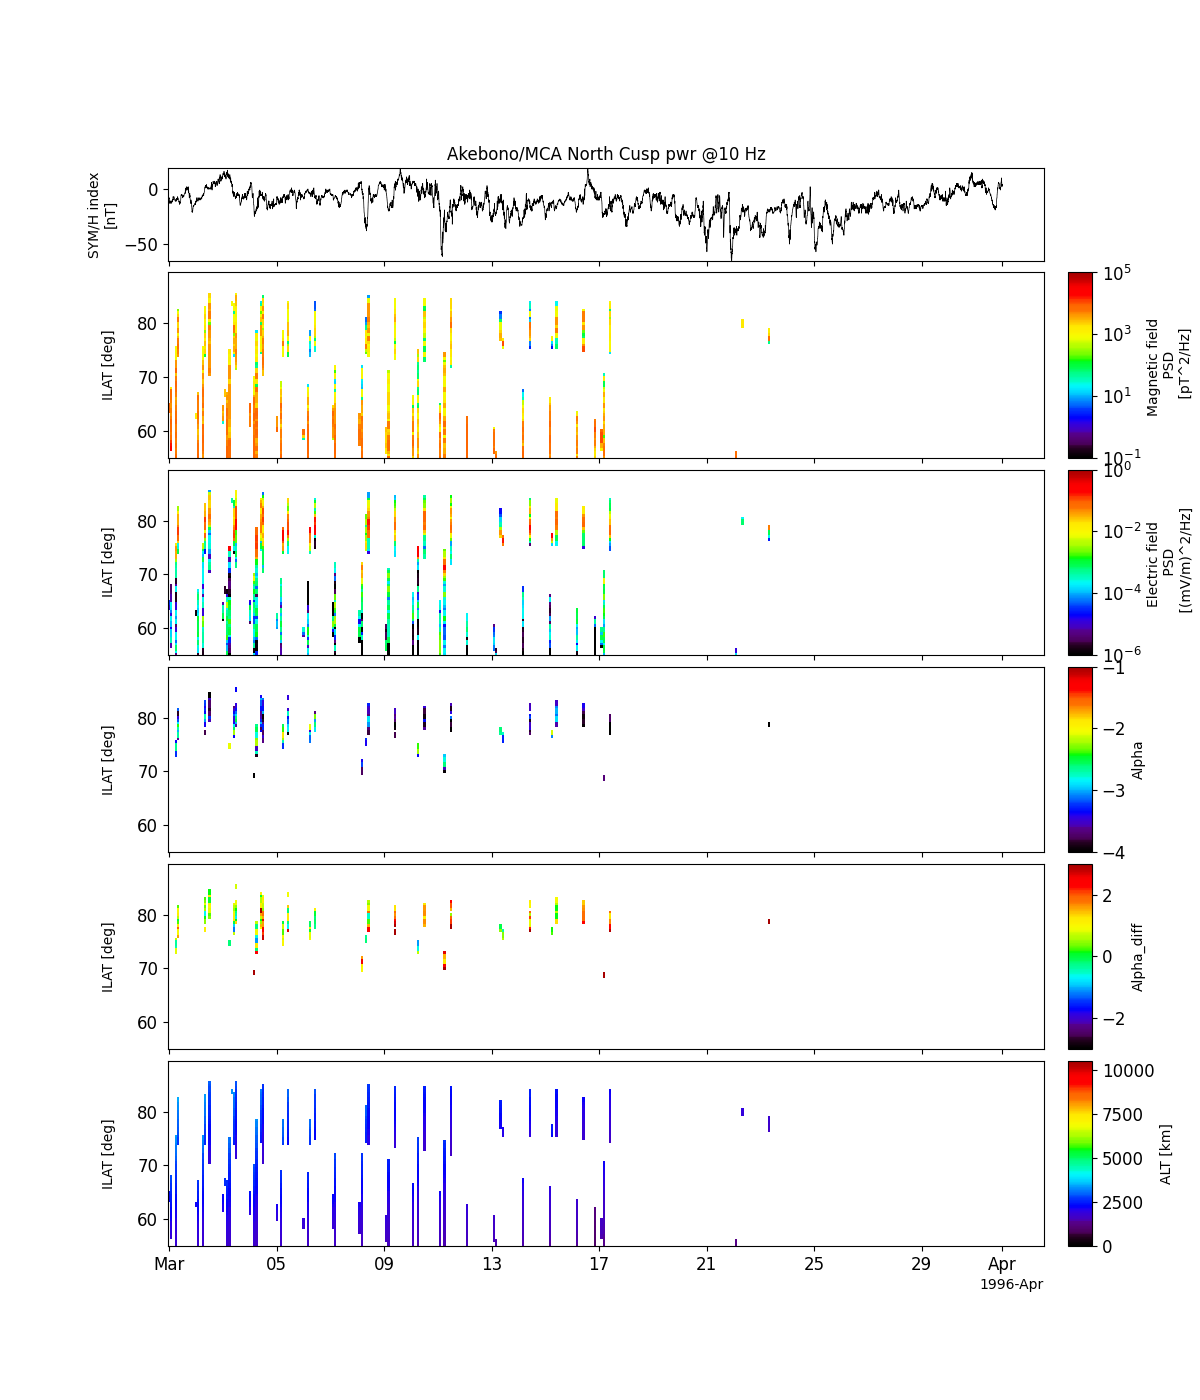 Akebono/MCA North Cusp pwr @10 Hz
SYM/H index
[nT]
0
−50
ILAT [deg]
80
70
60
10^5
10^3
10^1
10^−1
Magnetic field
PSD
[pT^2/Hz]
ILAT [deg]
80
70
60
10^0
10^−2
10^−4
10^−6
Electric field
PSD
[(mV/m)^2/Hz]
ILAT [deg]
80
70
60
−1
−2
−3
−4
Alpha
ILAT [deg]
80
70
60
2
0
−2
Alpha_diff
ILAT [deg]
80
70
60
10000
7500
5000
2500
0
ALT [km]
Mar 05 09 13 17 21 25 29 Apr
1996-Apr